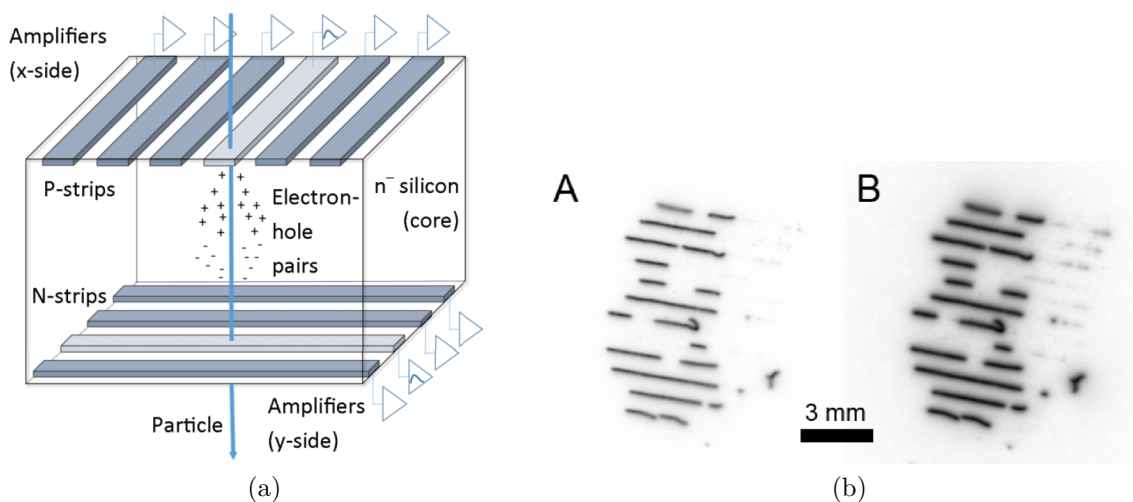 Amplifiers
(x-side)
P-strips
Electron-
hole
pairs
n⁻ silicon
(core)
N-strips
Particle
Amplifiers
(y-side)
(a)
A
B
3 mm
(b)